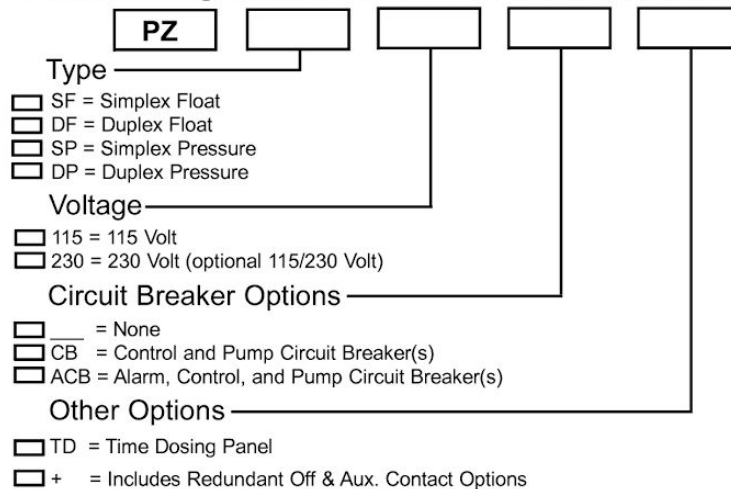 PZ
Type
SF = Simplex Float
DF = Duplex Float
SP = Simplex Pressure
DP = Duplex Pressure
Voltage
115 = 115 Volt
230 = 230 Volt (optional 115/230 Volt)
Circuit Breaker Options
___ = None
CB = Control and Pump Circuit Breaker(s)
ACB = Alarm, Control, and Pump Circuit Breaker(s)
Other Options
TD = Time Dosing Panel
+ = Includes Redundant Off & Aux. Contact Options